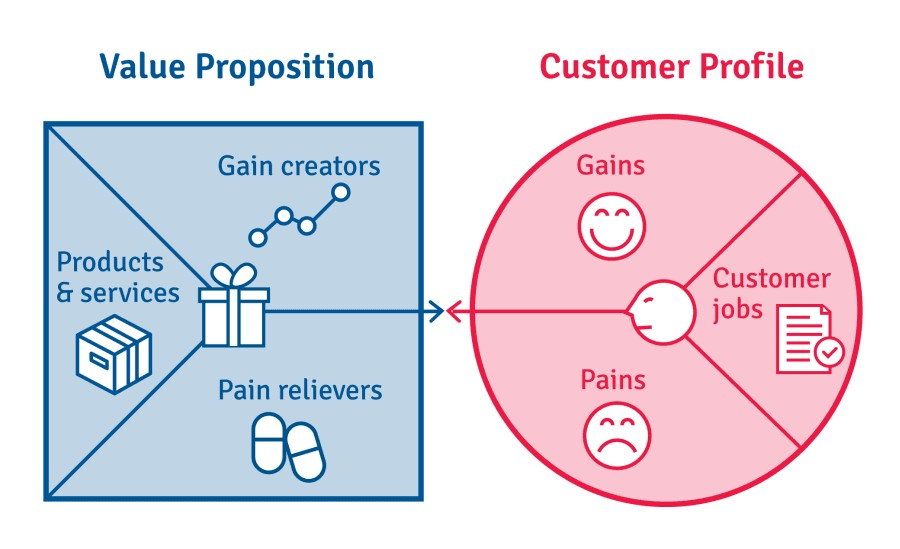 Value Proposition
Customer Profile
Gain creators
Products
& services
Pain relievers
Gains
Customer
jobs
Pains